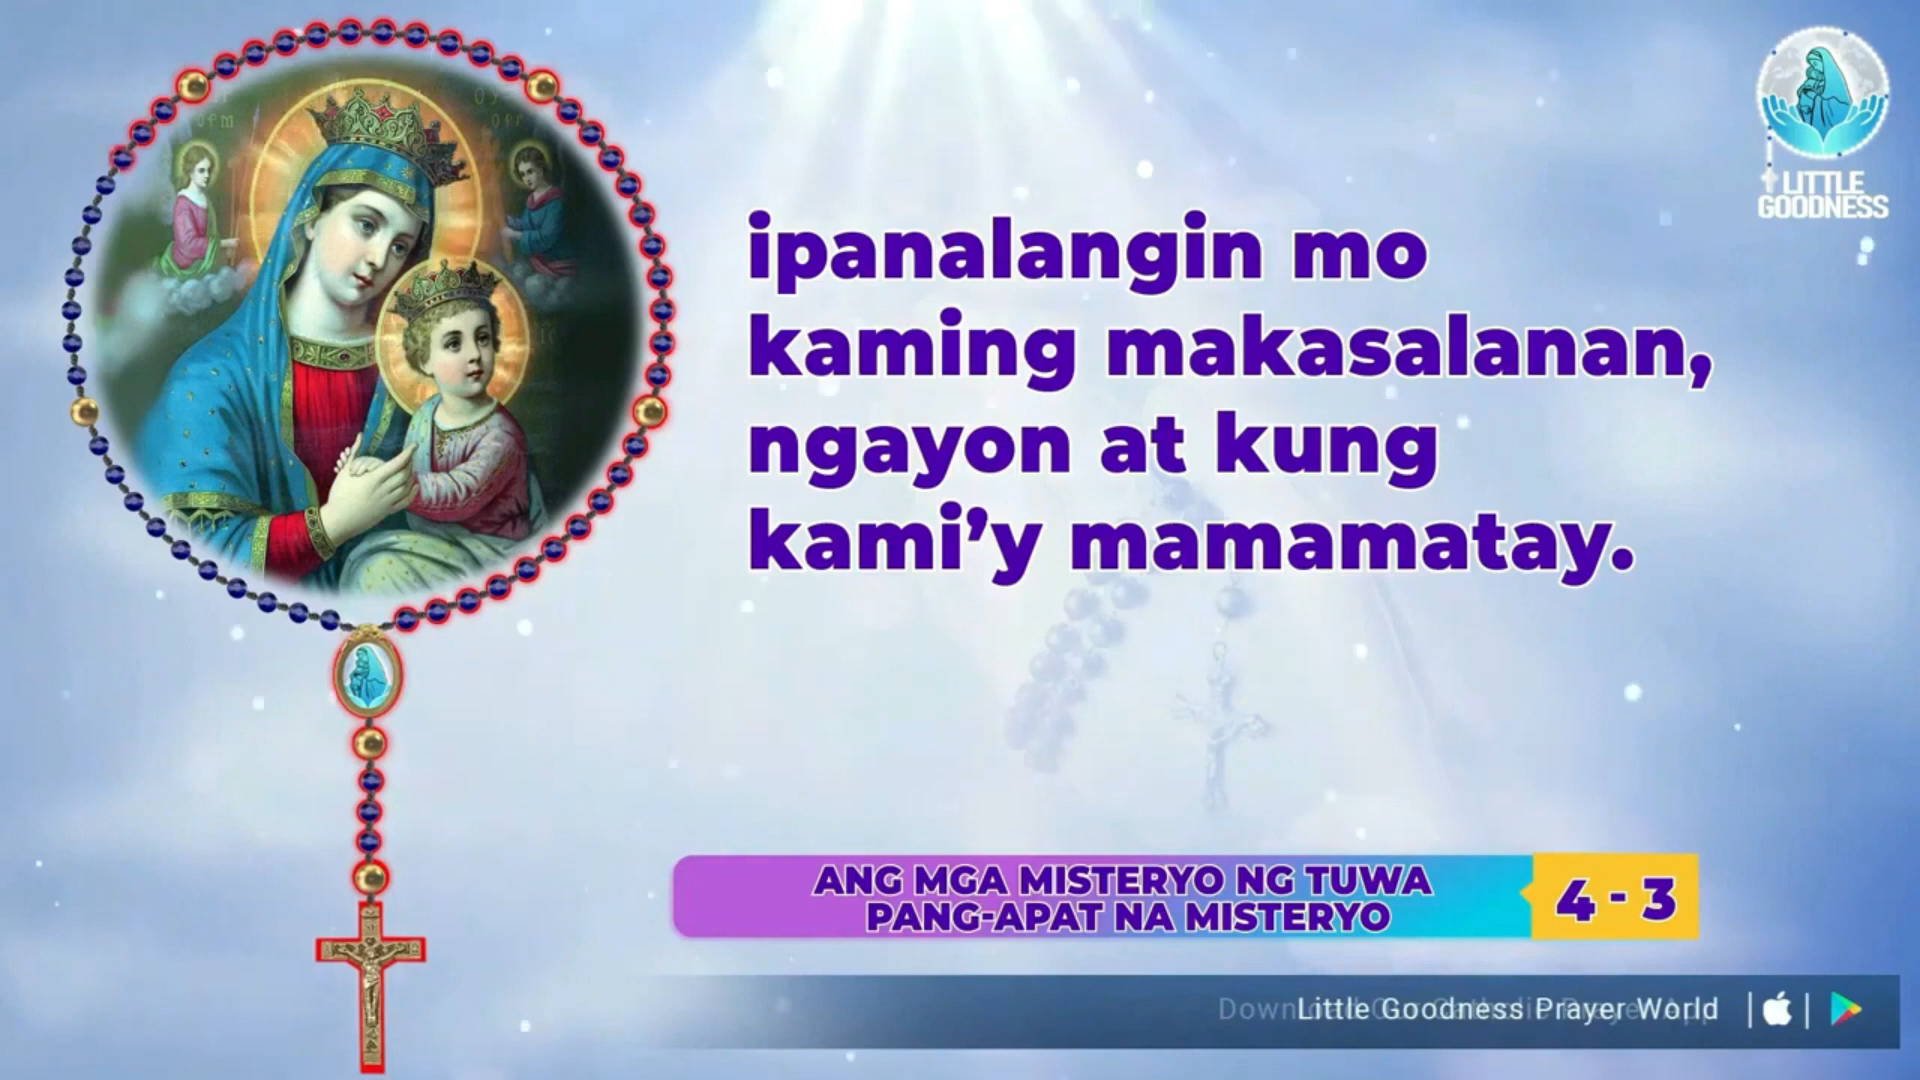 LITTLE
GOODNESS
ipanalangin mo
kaming makasalanan,
ngayon at kung
kami’y mamamatay.
ANG MGA MISTERYO NG TUWA
PANG-APAT NA MISTERYO
4 - 3
Little Goodness Prayer World